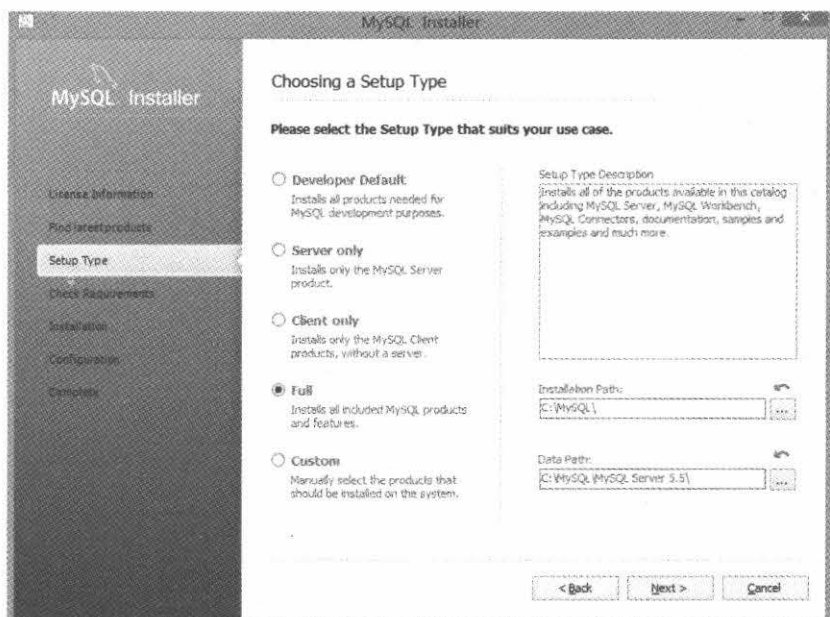 MySQL Installer
MySQL Installer
License Information
Find latest products
Setup Type
Check Requirements
Installation
Configuration
Complete
Choosing a Setup Type
Please select the Setup Type that suits your use case.
Developer Default
Installs all products needed for
MySQL development purposes.
Server only
Installs only the MySQL Server
product.
Client only
Installs only the MySQL Client
products, without a server.
Full
Installs all included MySQL products
and features.
Custom
Manually select the products that
should be installed on the system.
Setup Type Description
Installs all of the products available in this catalog
including MySQL Server, MySQL Workbench,
MySQL Connectors, documentation, samples and
examples and much more.
Installation Path:
C:\MySQL\
...
Data Path:
C:\MySQL\MySQL Server 5.5\
...
< Back
Next >
Cancel